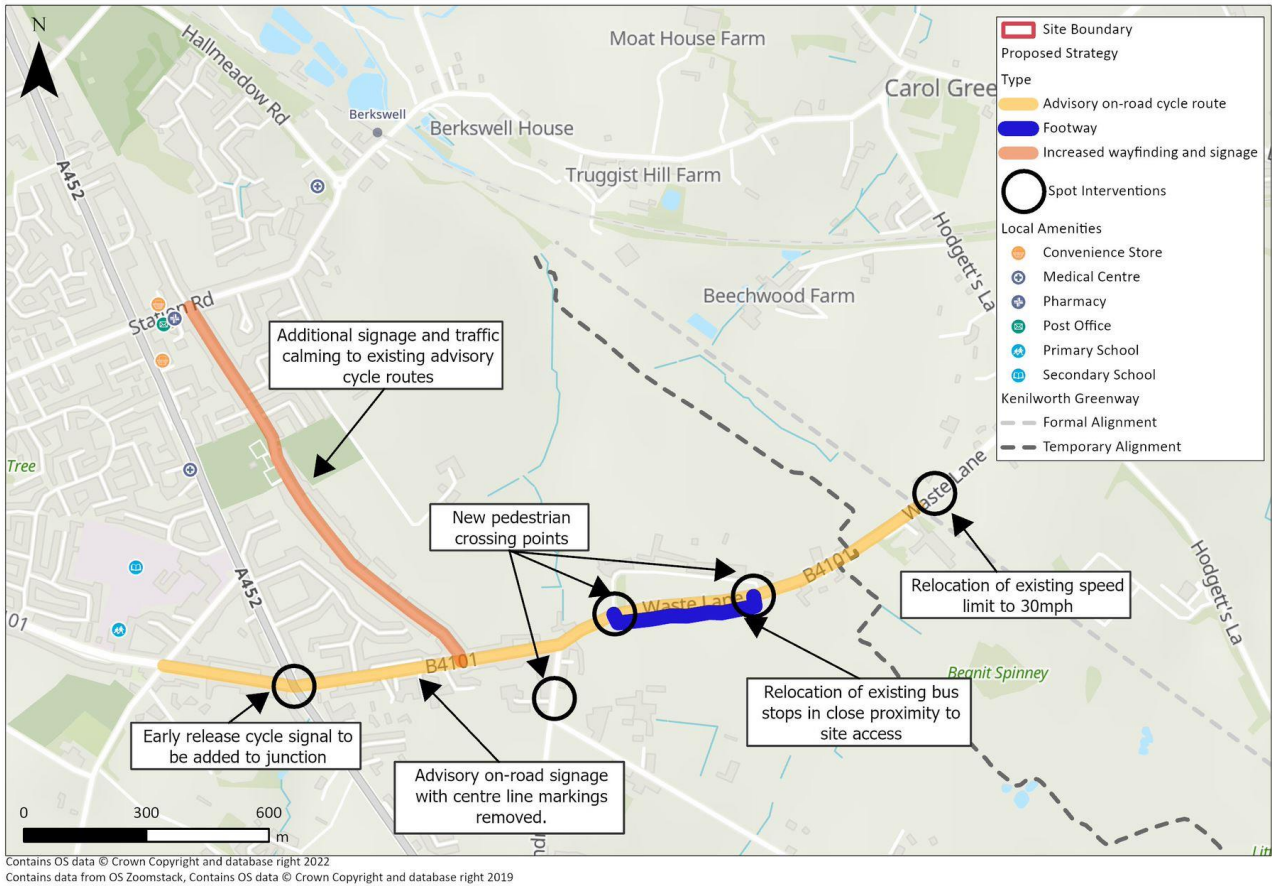 N
Hallmeadow Rd
Moat House Farm
Carol Gree
Berkswell
Berkswell House
Truggist Hill Farm
A452
Hodgett's La
Beechwood Farm
Station Rd
Additional signage and traffic
calming to existing advisory
cycle routes
Tree
New pedestrian
crossing points
Waste Lane
Hodgett's La
A452
B4101
Waste Lane
Relocation of existing speed
limit to 30mph
101
B4101
Beanit Spinney
Early release cycle signal to
be added to junction
Relocation of existing bus
stops in close proximity to
site access
Advisory on-road signage
with centre line markings
removed.
0 300 600
m
Site Boundary
Proposed Strategy
Type
Advisory on-road cycle route
Footway
Increased wayfinding and signage
Spot Interventions
Local Amenities
Convenience Store
Medical Centre
Pharmacy
Post Office
Primary School
Secondary School
Kenilworth Greenway
Formal Alignment
Temporary Alignment
Contains OS data © Crown Copyright and database right 2022
Contains data from OS Zoomstack, Contains OS data © Crown Copyright and database right 2019